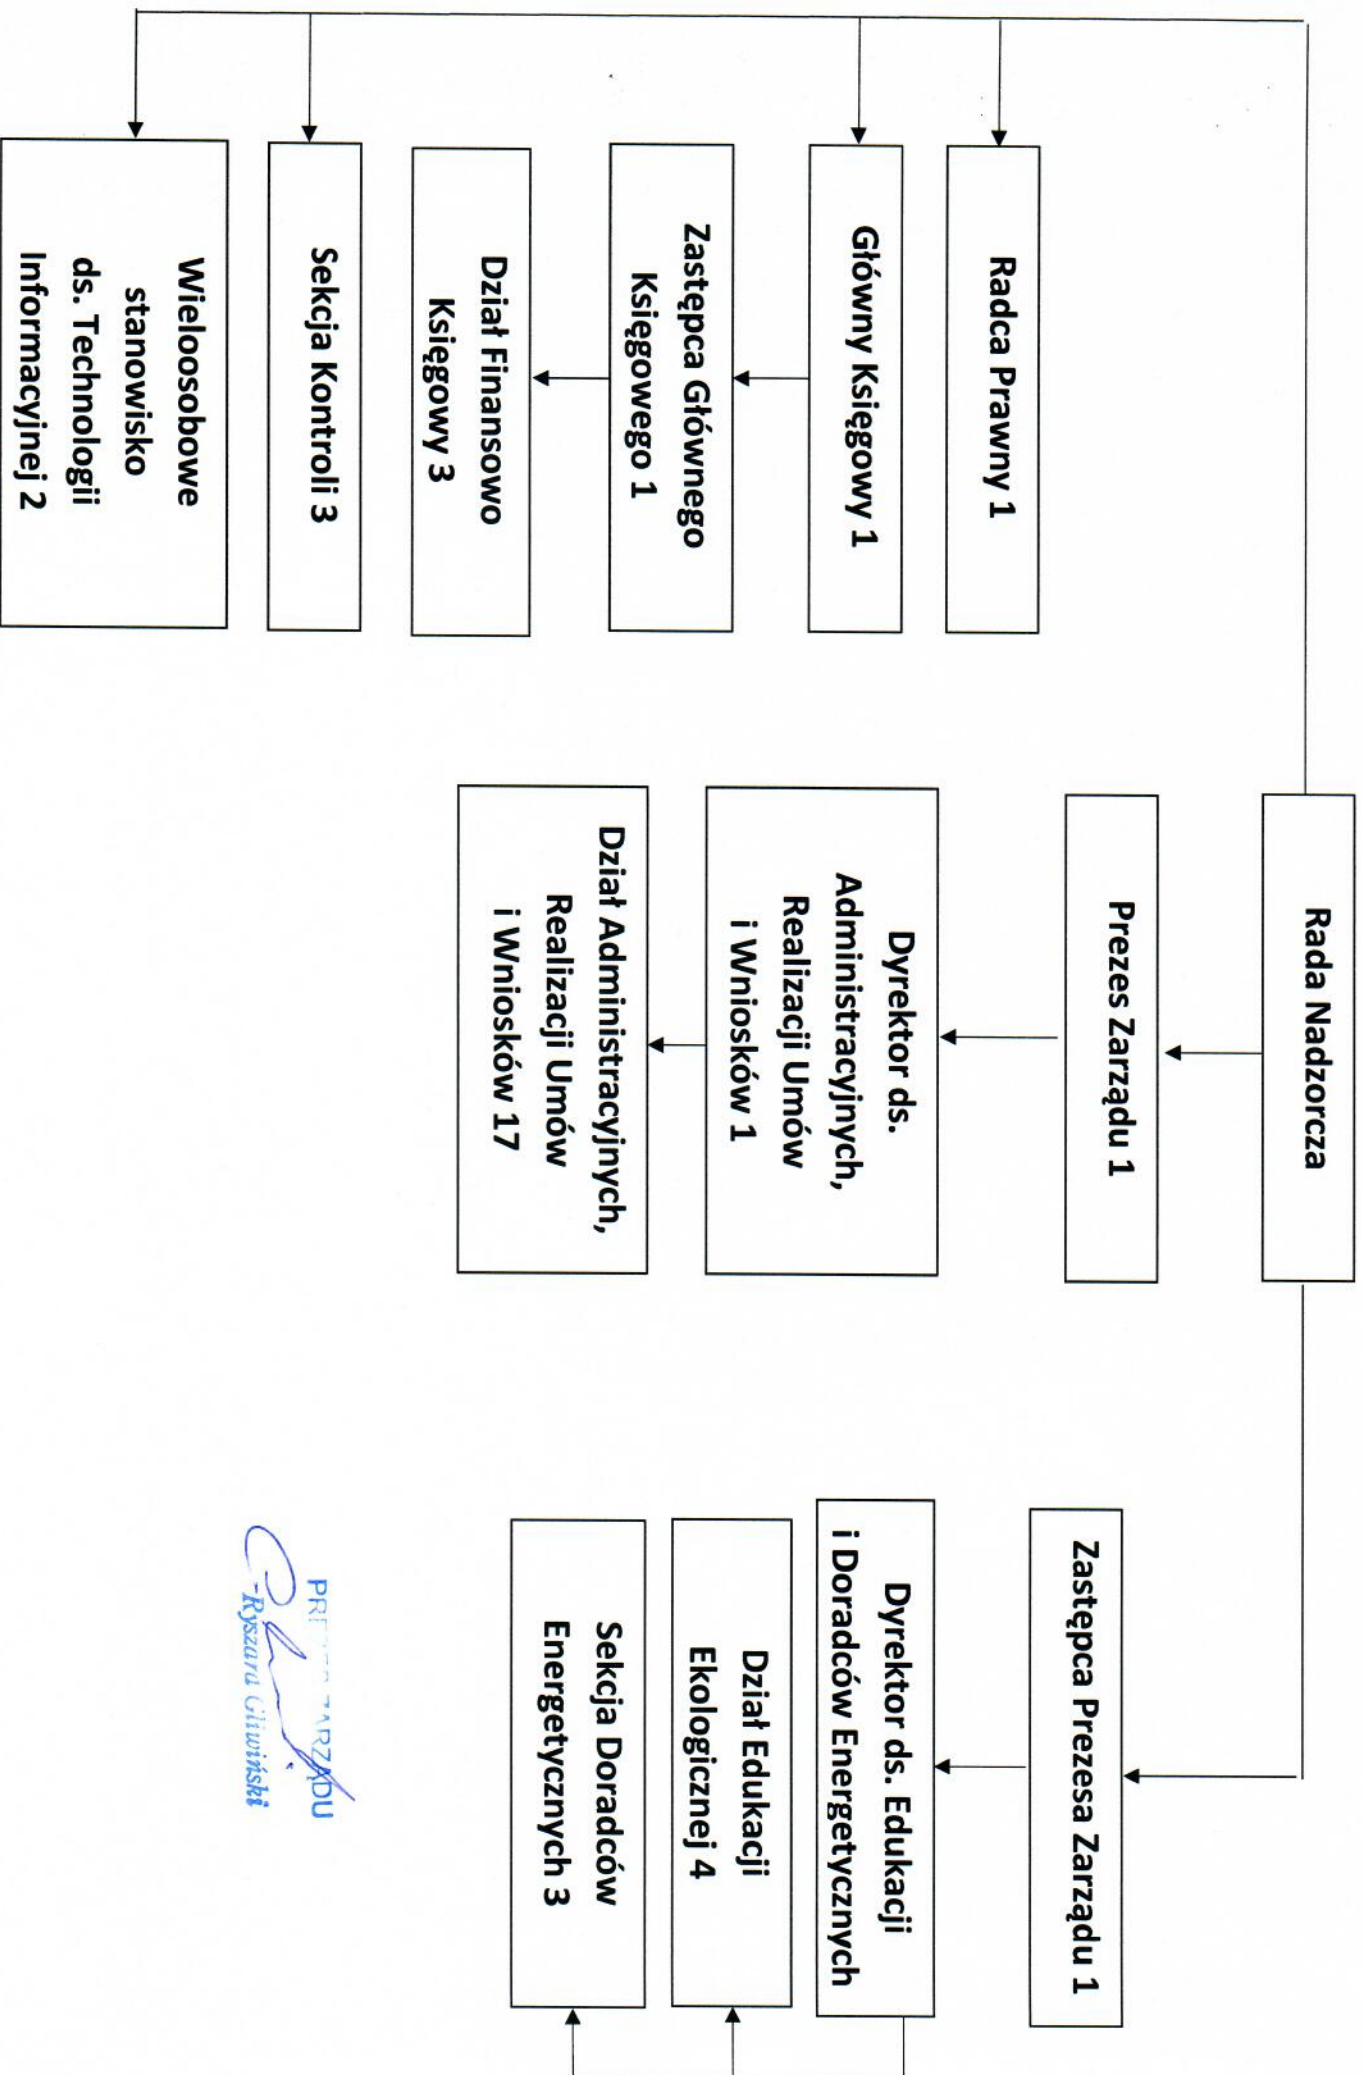 Rada Nadzorcza
Radca Prawny 1
Główny Księgowy 1
Zastępca Głównego
Księgowego 1
Dział Finansowo
Księgowy 3
Sekcja Kontroli 3
Wieloosobowe
stanowisko
ds. Technologii
Informacyjnej 2
Prezes Zarządu 1
Dyrektor ds.
Administracyjnych,
Realizacji Umów
i Wniosków 1
Dział Administracyjnych,
Realizacji Umów
i Wniosków 17
Zastępca Prezesa Zarządu 1
Dyrektor ds. Edukacji
i Doradców Energetycznych
Dział Edukacji
Ekologicznej 4
Sekcja Doradców
Energetycznych 3
ZARZĄDU
Ryszard Gliwiński